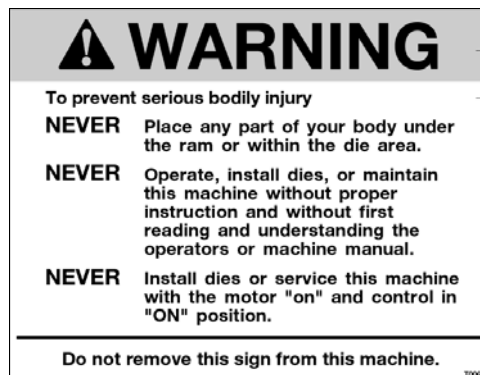 WARNING
To prevent serious bodily injury
NEVER Place any part of your body under
the ram or within the die area.
NEVER Operate, install dies, or maintain
this machine without proper
instruction and without first
reading and understanding the
operators or machine manual.
NEVER Install dies or service this machine
with the motor "on" and control in
"ON" position.
Do not remove this sign from this machine.